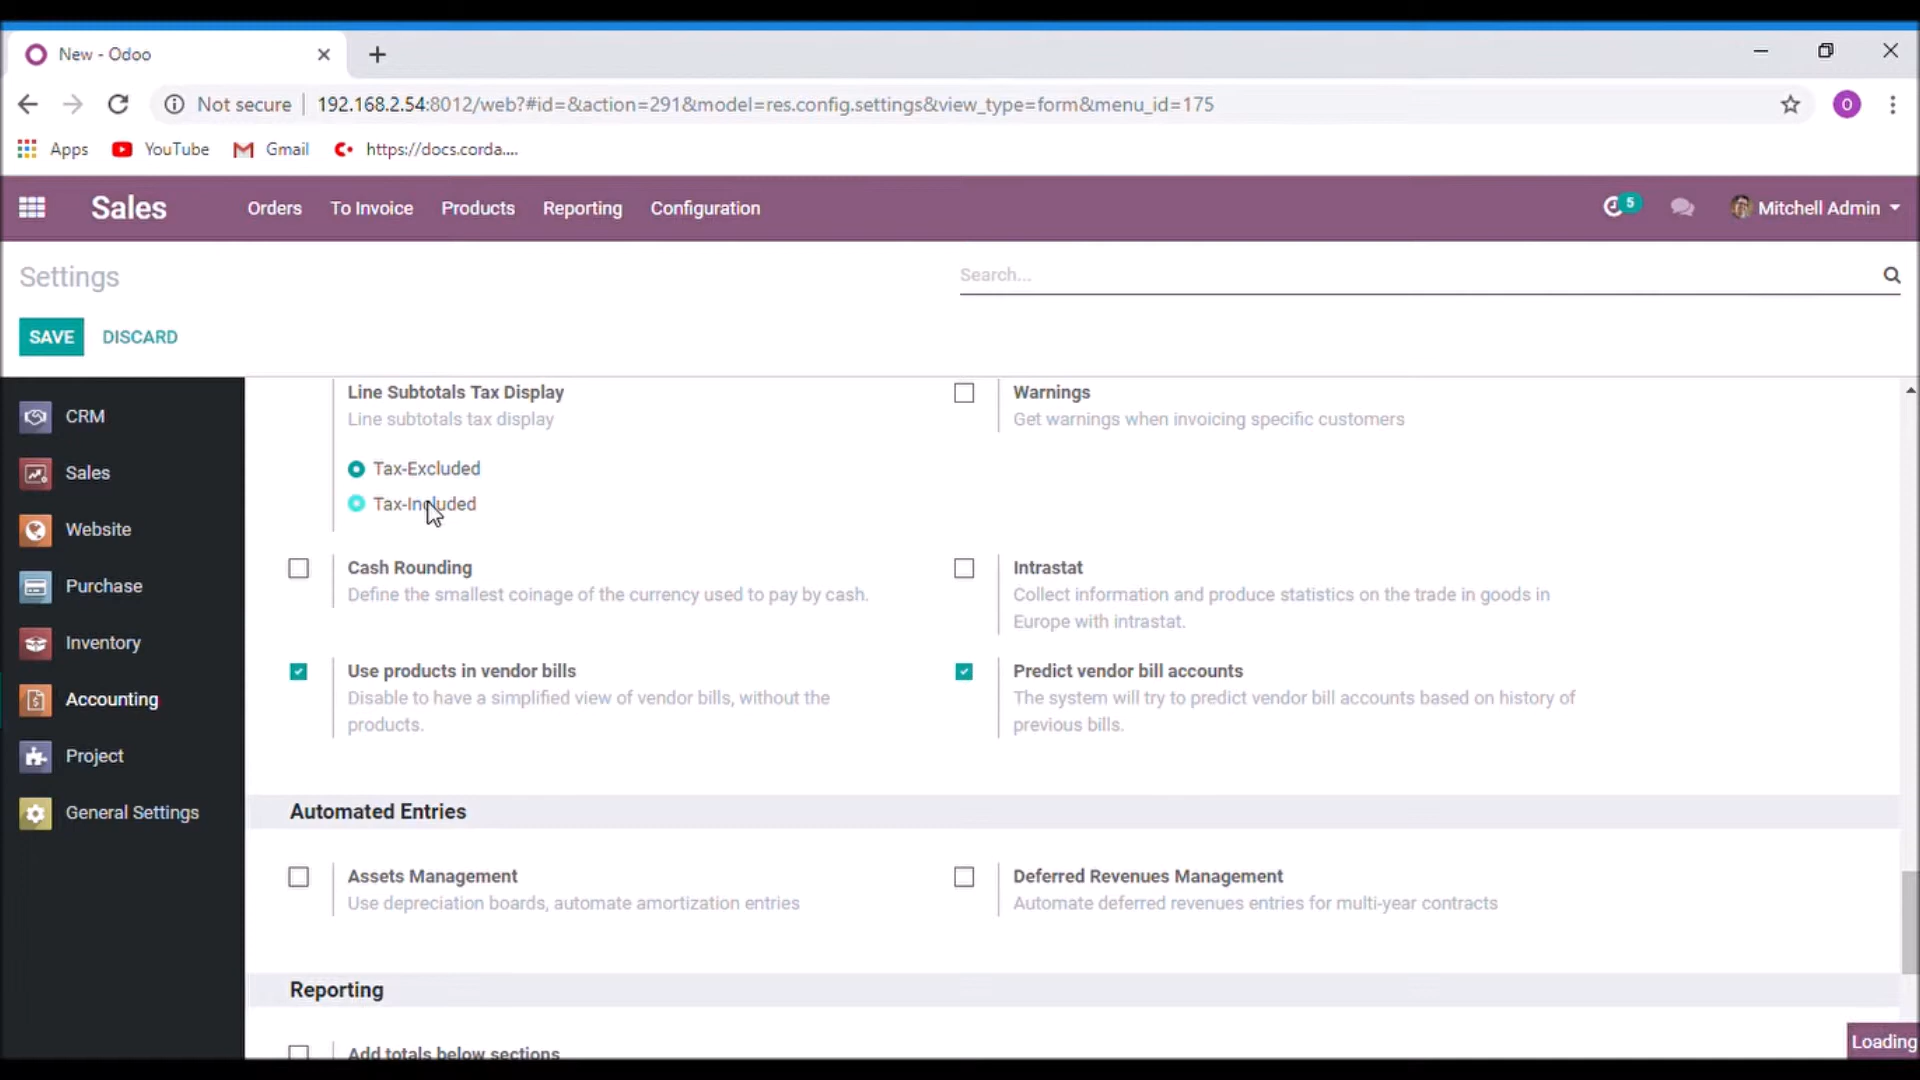 New - Odoo
Not secure 192.168.2.54:8012/web?#id=&action=291&model=res.config.settings&view_type=form&menu_id=175
O
Apps YouTube Gmail https://docs.corda....
Sales Orders To Invoice Products Reporting Configuration 5 Mitchell Admin
Settings
Search...
SAVE DISCARD
CRM
Sales
Website
Purchase
Inventory
Accounting
Project
General Settings
Line Subtotals Tax Display
Line subtotals tax display
Tax-Excluded
Tax-Included
Warnings
Get warnings when invoicing specific customers
Cash Rounding
Define the smallest coinage of the currency used to pay by cash.
Intrastat
Collect information and produce statistics on the trade in goods in
Europe with intrastat.
Use products in vendor bills
Disable to have a simplified view of vendor bills, without the
products.
Predict vendor bill accounts
The system will try to predict vendor bill accounts based on history of
previous bills.
Automated Entries
Assets Management
Use depreciation boards, automate amortization entries
Deferred Revenues Management
Automate deferred revenues entries for multi-year contracts
Reporting
Add totals below sections
Loading